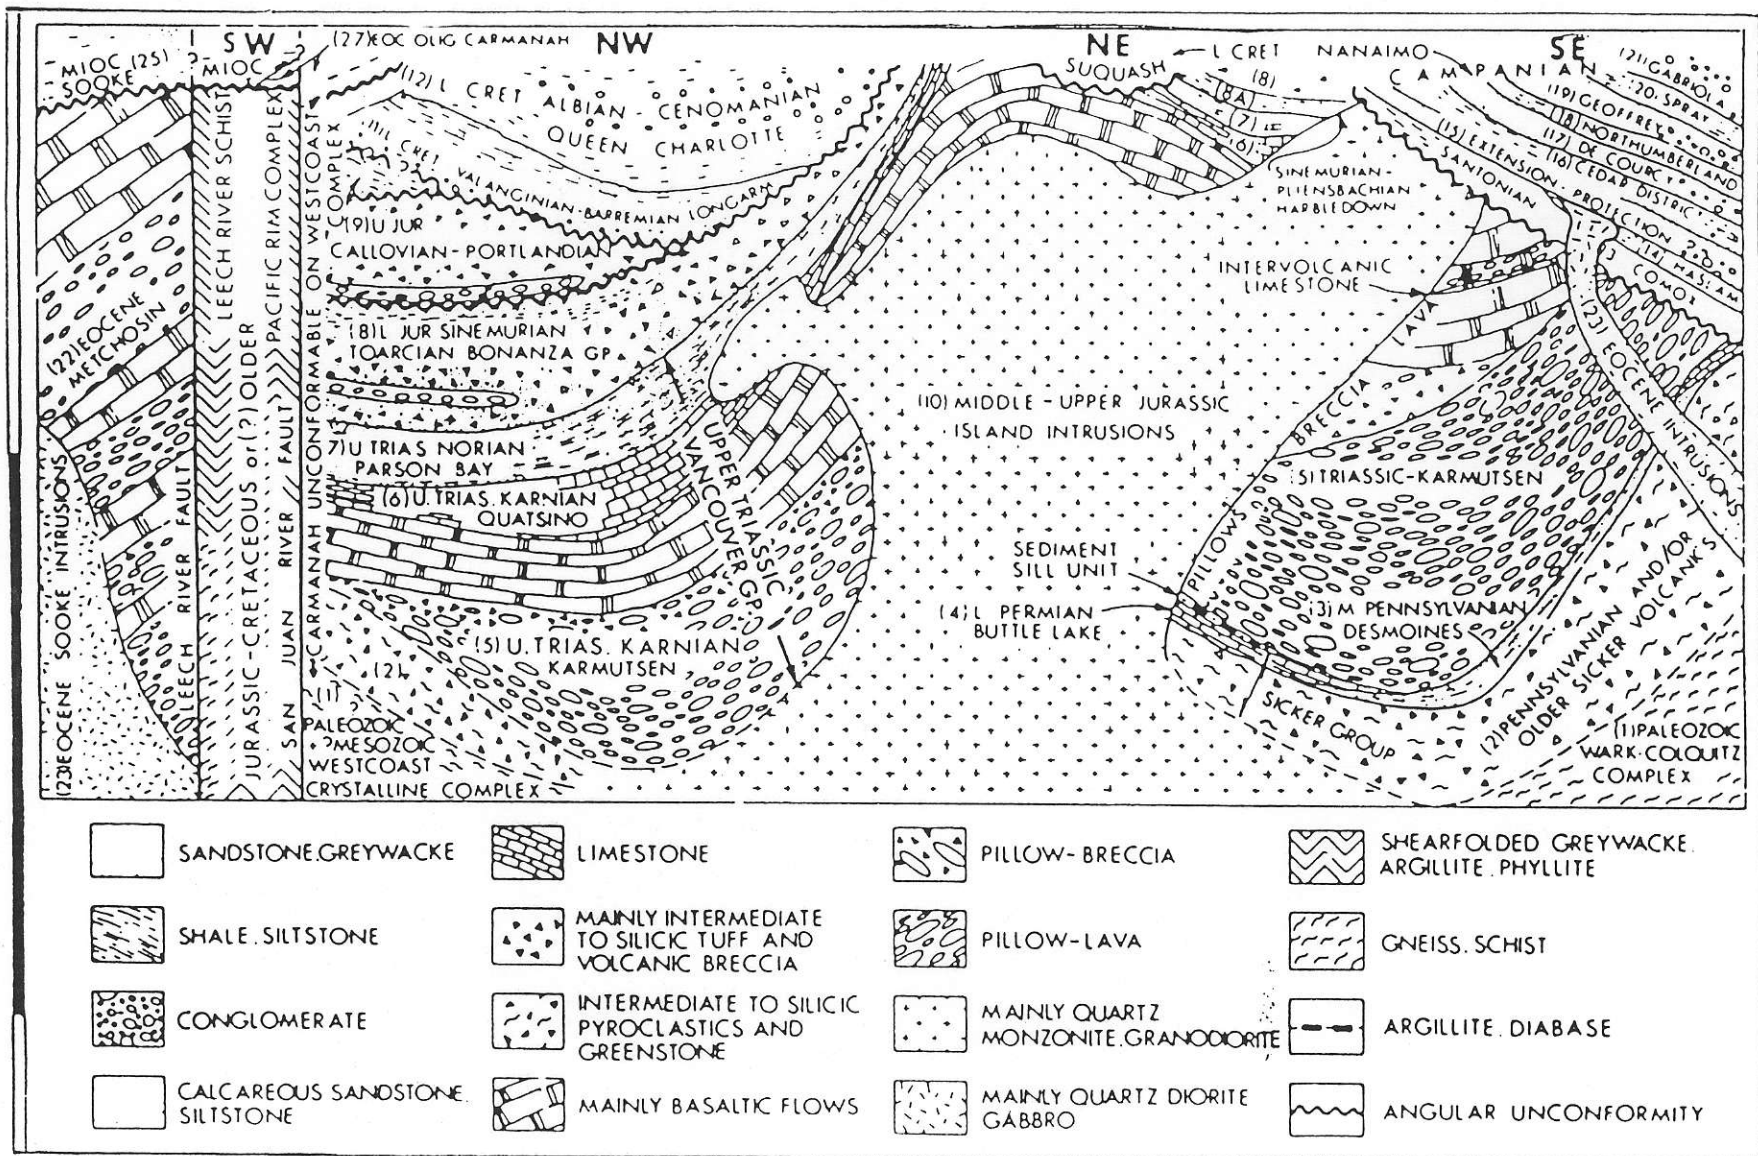 SW
NW
NE
SE
MIOC (25)
SOOKE
?
MIOC
?
(27) EOC OLIG CARMANAH
(12) L CRET ALBIAN - CENOMANIAN
QUEEN CHARLOTTE
(11) L CRET VALANGINIAN-BARREMIAN LONGARM
(9) U JUR
CALLOVIAN-PORTLANDIAN
(8) L JUR SINEMURIAN
TOARCIAN BONANZA GP
7) U TRIAS NORIAN
PARSON BAY
(6) U. TRIAS. KARNIAN
QUATSINO
UPPER TRIASSIC
VANCOUVER GP.
(5) U. TRIAS. KARNIAN
KARMUTSEN
(2)
(1)
?
PALEOZOIC
?MESOZOIC
WESTCOAST
CRYSTALLINE COMPLEX
(22) EOCENE
METCHOSIN
(23) EOCENE SOOKE INTRUSIONS
LEECH RIVER FAULT
LEECH RIVER SCHIST
JURASSIC-CRETACEOUS or (?) OLDER
PACIFIC RIM COMPLEX
SAN JUAN RIVER FAULT
CARMANAH UNCONFORMABLE ON WESTCOAST
COMPLEX
SUQUASH
L CRET NANAIMO
CAMPANIAN
(8)
(8A)
(7)
(6)
SINEMURIAN-
PLIENSBACHIAN
HARBLEDOWN
(21) GABRIOLA
20. SPRAY
(19) GEOFFREY
(18) NORTHUMBERLAND
(17) DE COURCY
(16) CEDAR DISTRICT
(15) EXTENSION - PROTECTION
SANTONIAN
(14) HASLAM
COMOX
INTERVOLCANIC
LIMESTONE
LAVA
BRECCIA
PILLOWS
(23) EOCENE INTRUSIONS
(10) MIDDLE - UPPER JURASSIC
ISLAND INTRUSIONS
5) TRIASSIC-KARMUTSEN
SEDIMENT
SILL UNIT
(4) L PERMIAN
BUTTLE LAKE
(3) M PENNSYLVANIAN
DESMOINES
SICKER GROUP
(2) PENNSYLVANIAN AND/OR
OLDER SICKER VOLCANK'S
(1) PALEOZOIC
WARK-COLQUITZ
COMPLEX
SANDSTONE. GREYWACKE
LIMESTONE
PILLOW-BRECCIA
SHEARFOLDED GREYWACKE.
ARGILLITE. PHYLLITE
SHALE. SILTSTONE
MAINLY INTERMEDIATE
TO SILICIC TUFF AND
VOLCANIC BRECCIA
PILLOW-LAVA
GNEISS. SCHIST
CONGLOMERATE
INTERMEDIATE TO SILICIC
PYROCLASTICS AND
GREENSTONE
MAINLY QUARTZ
MONZONITE. GRANODIORITE
ARGILLITE. DIABASE
CALCAREOUS SANDSTONE.
SILTSTONE
MAINLY BASALTIC FLOWS
MAINLY QUARTZ DIORITE
GABBRO
ANGULAR UNCONFORMITY